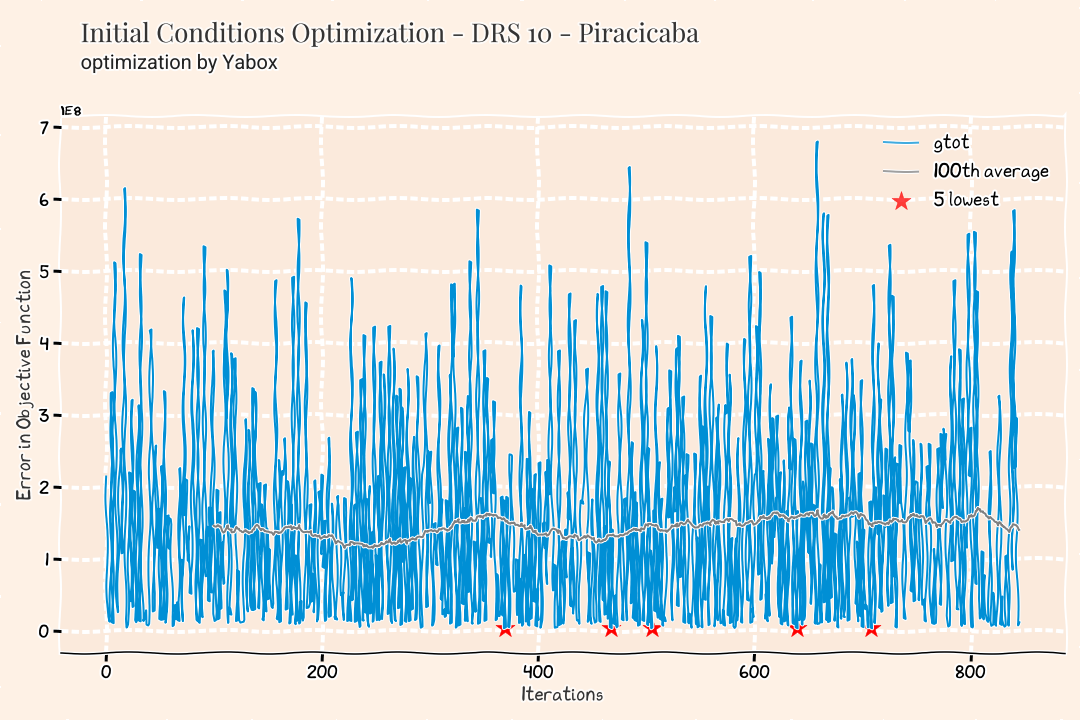 Initial Conditions Optimization - DRS 10 - Piracicaba
optimization by Yabox
1E8
7
6
5
4
3
2
1
0
Error in Objective Function
gtot
100th average
5 lowest
0 200 400 600 800
Iterations